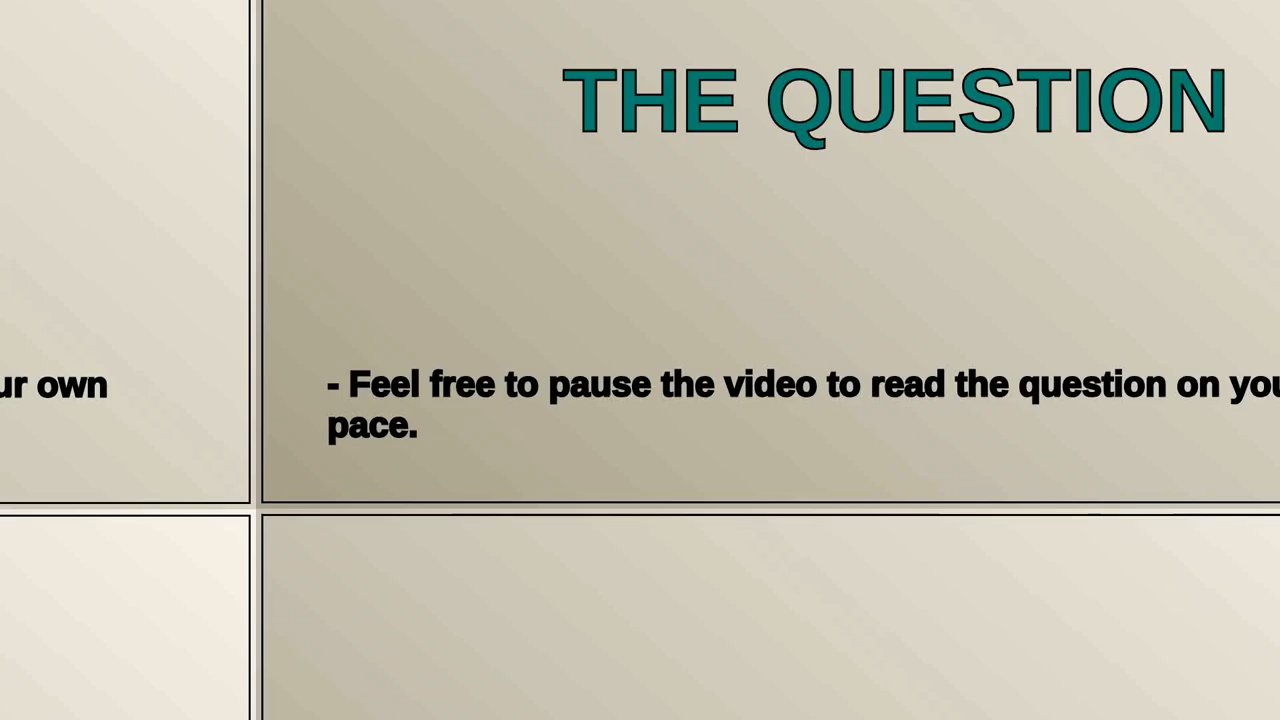 THE QUESTION
ur own
- Feel free to pause the video to read the question on you
pace.